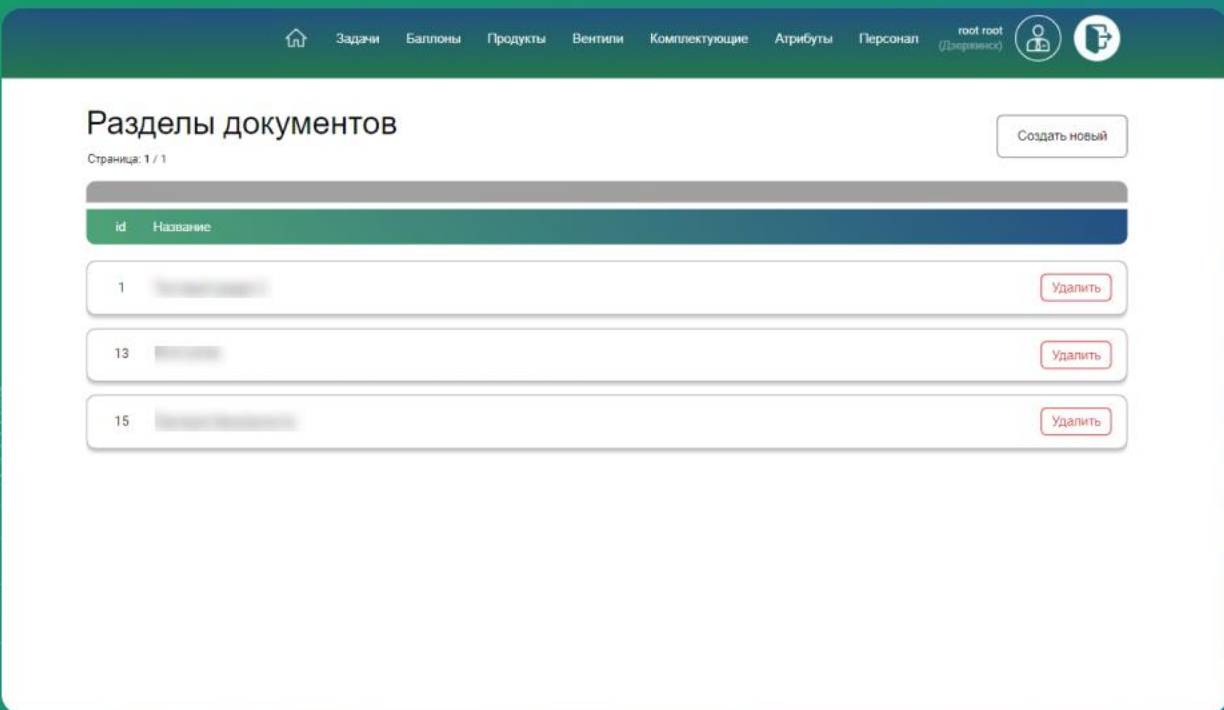 Задачи Баллоны Продукты Вентили Комплектующие Атрибуты Персонал root root
(Дзержинск)
Разделы документов
Создать новый
Страница: 1 / 1
id Название
1 Удалить
13 Удалить
15 Удалить